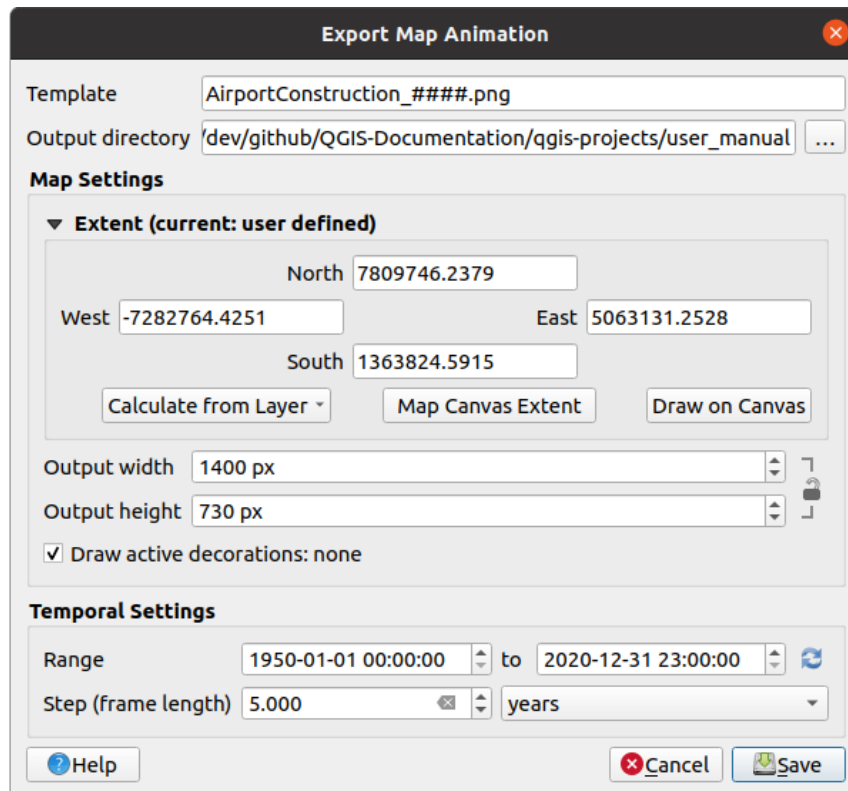 Export Map Animation
Template AirportConstruction_####.png
Output directory /dev/github/QGIS-Documentation/qgis-projects/user_manual ...
Map Settings
Extent (current: user defined)
North 7809746.2379
West -7282764.4251 East 5063131.2528
South 1363824.5915
Calculate from Layer Map Canvas Extent Draw on Canvas
Output width 1400 px
Output height 730 px
Draw active decorations: none
Temporal Settings
Range 1950-01-01 00:00:00 to 2020-12-31 23:00:00
Step (frame length) 5.000 years
Help Cancel Save